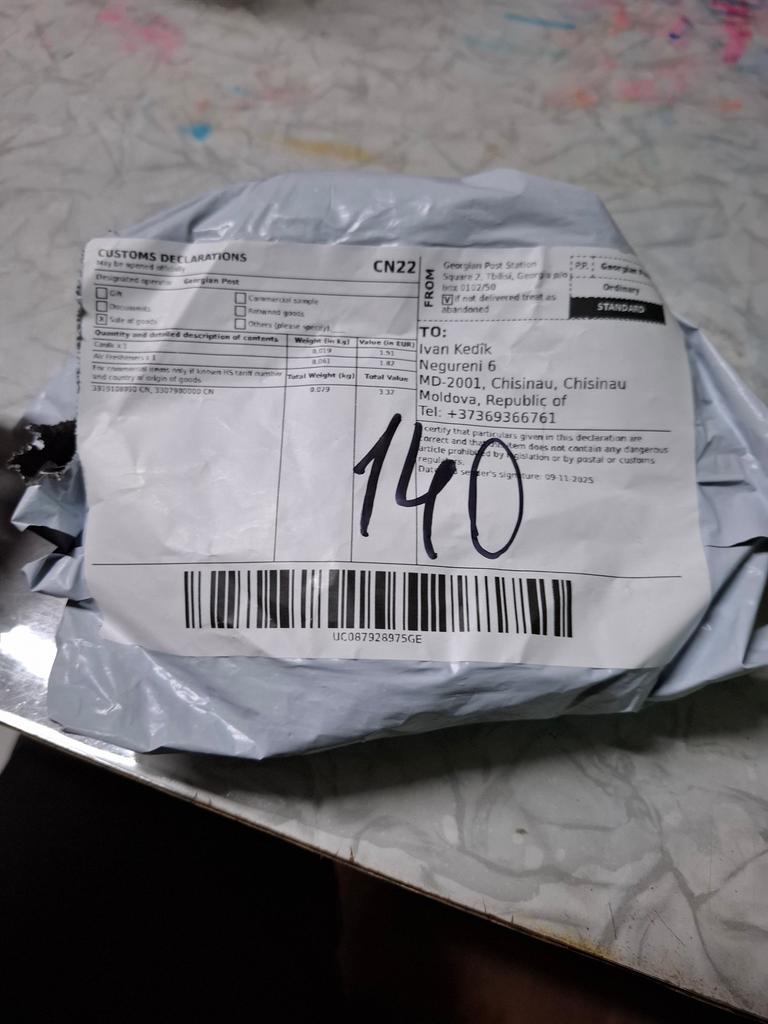 CUSTOMS DECLARATIONS
May be opened officially
CN22
Designated operator Georgian Post
Gift
Commercial sample
Documents
Returned goods
X Sale of goods
Others (please specify)
Quantity and detailed description of contents
Weight (in kg)
Value (in EUR)
Caulk x 1
0.019
1.51
Air Fresheners x 1
0.061
1.87
For commercial items only if known HS tariff number
and country of origin of goods
Total Weight (kg)
Total Value
3919108930 CN, 3307900000 CN
0.079
3.37
FROM
Georgian Post Station
Square 2, Tbilisi, Georgia p/o
box 0102/50
V If not delivered treat as
abandoned
P.P. Georgian
Ordinary
STANDARD
TO:
Ivan Kedîk
Negureni 6
MD-2001, Chisinau, Chisinau
Moldova, Republic of
Tel: +37369366761
I certify that particulars given in this declaration are
correct and that item does not contain any dangerous
article prohibited by legislation or by postal or customs
regulations.
sender's signature: 09-11-2025
140
UC087928975GE